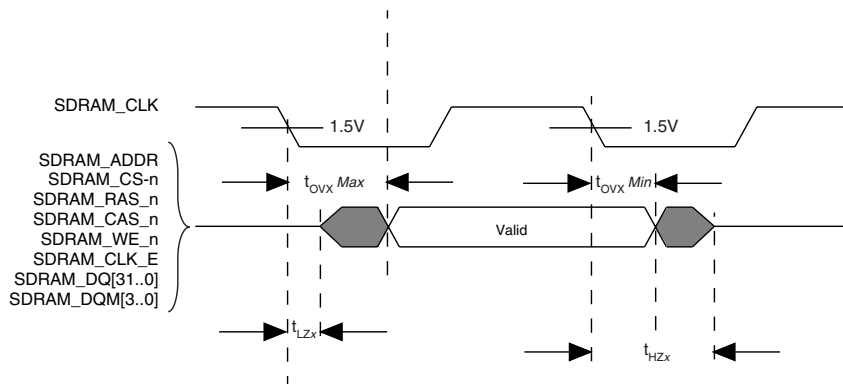 SDRAM_CLK
1.5V
1.5V
SDRAM_ADDR
SDRAM_CS-n
SDRAM_RAS_n
SDRAM_CAS_n
SDRAM_WE_n
SDRAM_CLK_E
SDRAM_DQ[31..0]
SDRAM_DQM[3..0]
tOVX Max
tOVX Min
Valid
tLZx
tHZx